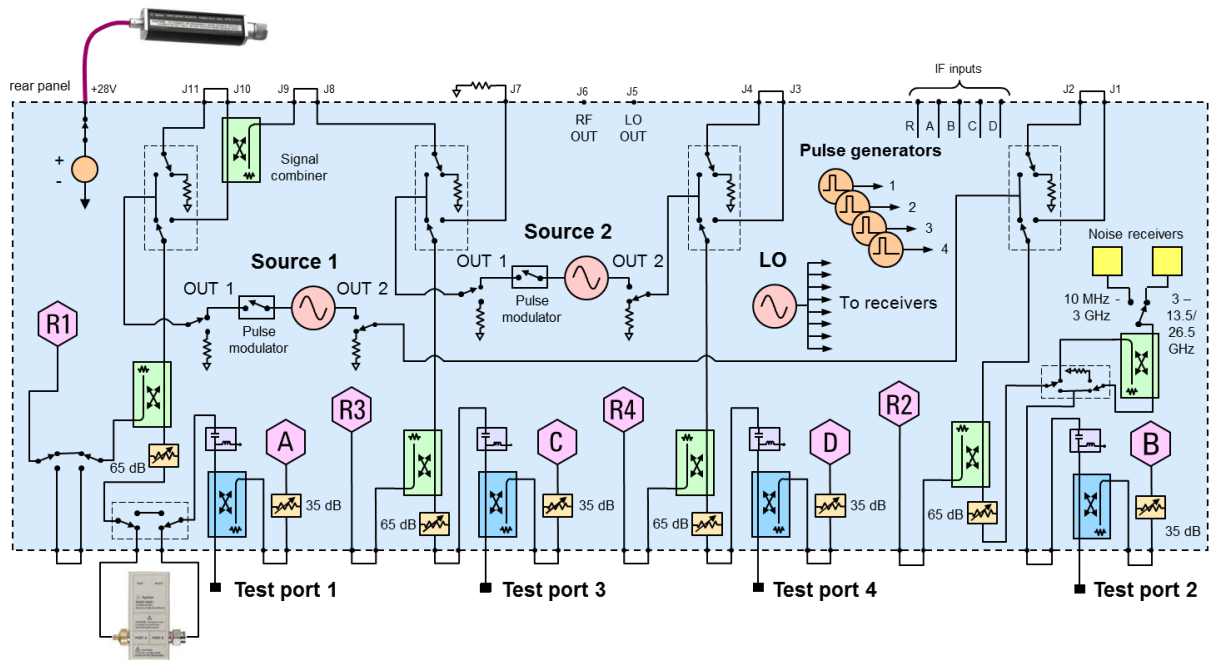 rear panel
+28V
J11
J10
J9
J8
J7
J6
J5
J4
J3
IF inputs
J2
J1
RF
OUT
LO
OUT
R
A
B
C
D
+
-
Signal
combiner
Pulse generators
1
2
3
4
Source 1
OUT 1
OUT 2
Pulse
modulator
Source 2
OUT 1
OUT 2
Pulse
modulator
LO
To receivers
Noise receivers
10 MHz -
3 GHz
3 –
13.5/
26.5
GHz
R1
R3
R4
R2
A
C
D
B
65 dB
35 dB
65 dB
35 dB
65 dB
35 dB
65 dB
35 dB
Test port 1
Test port 3
Test port 4
Test port 2
Agilent
PORT A
PORT B